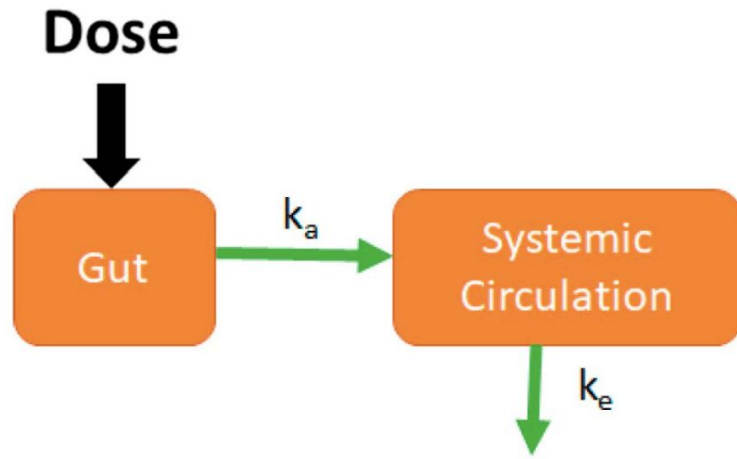 Dose
Gut
kₐ
Systemic
Circulation
kₑ